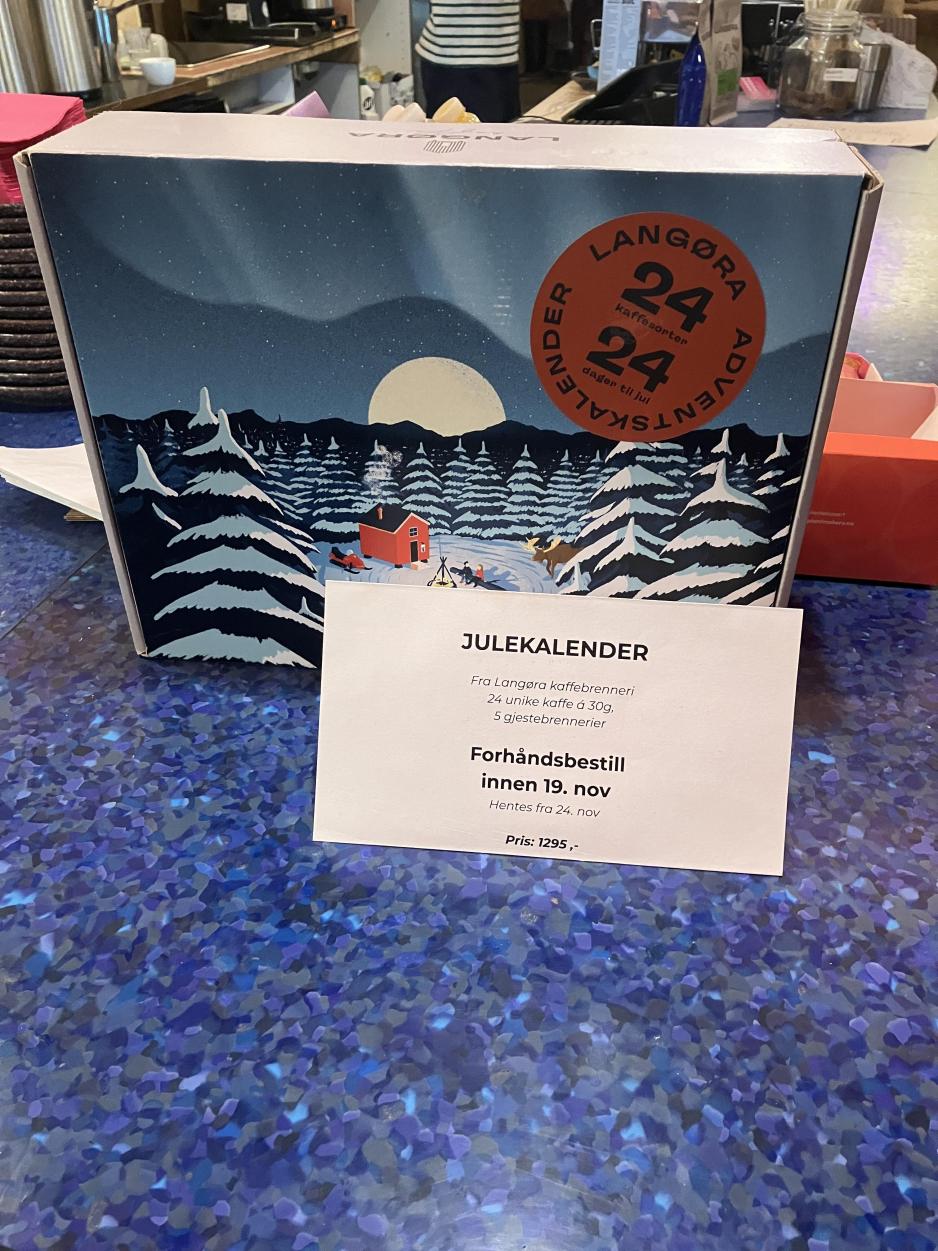 LANGØRA
LANGØRA ADVENTSKALENDER
24
kaffesorter
24
dager til jul
JULEKALENDER
Fra Langøra kaffebrenneri
24 unike kaffe á 30g,
5 gjestebrennerier
Forhåndsbestill
innen 19. nov
Hentes fra 24. nov
Pris: 1295 ,-